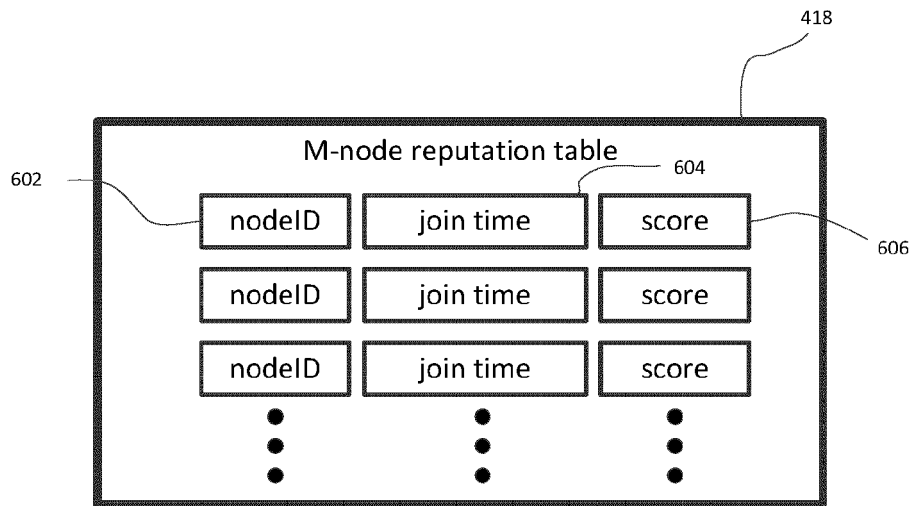 418
M-node reputation table
602
604
nodeID join time score
606
nodeID join time score
nodeID join time score